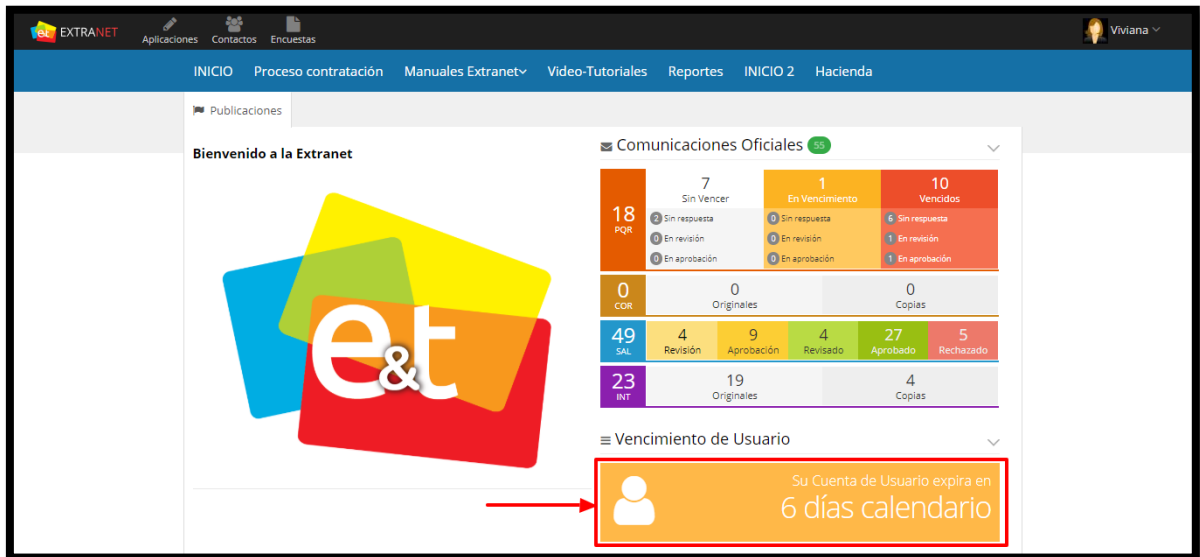 e&t EXTRANET
Aplicaciones Contactos Encuestas
Viviana
INICIO Proceso contratación Manuales Extranet Video-Tutoriales Reportes INICIO 2 Hacienda
Publicaciones
Bienvenido a la Extranet
e&t
Comunicaciones Oficiales 55
18
PQR
7
Sin Vencer
2 Sin respuesta
0 En revisión
0 En aprobación
1
En Vencimiento
0 Sin respuesta
0 En revisión
0 En aprobación
10
Vencidos
6 Sin respuesta
1 En revisión
1 En aprobación
0
COR
0
Originales
0
Copias
49
SAL
4
Revisión
9
Aprobación
4
Revisado
27
Aprobado
5
Rechazado
23
INT
19
Originales
4
Copias
Vencimiento de Usuario
Su Cuenta de Usuario expira en
6 días calendario